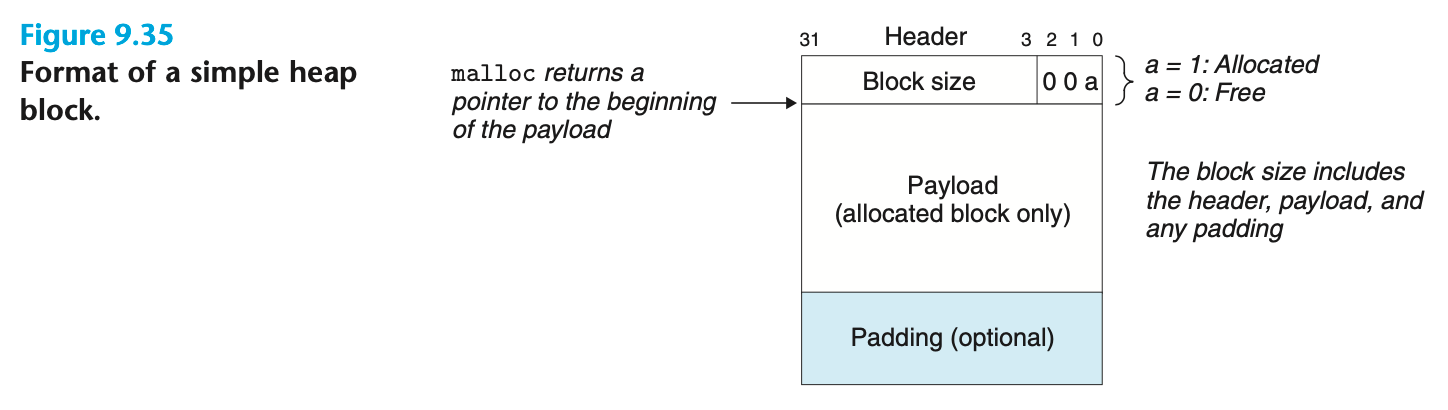 Figure 9.35
Format of a simple heap
block.
malloc returns a
pointer to the beginning
of the payload
31 Header 3 2 1 0
Block size 0 0 a
a = 1: Allocated
a = 0: Free
Payload
(allocated block only)
The block size includes
the header, payload, and
any padding
Padding (optional)